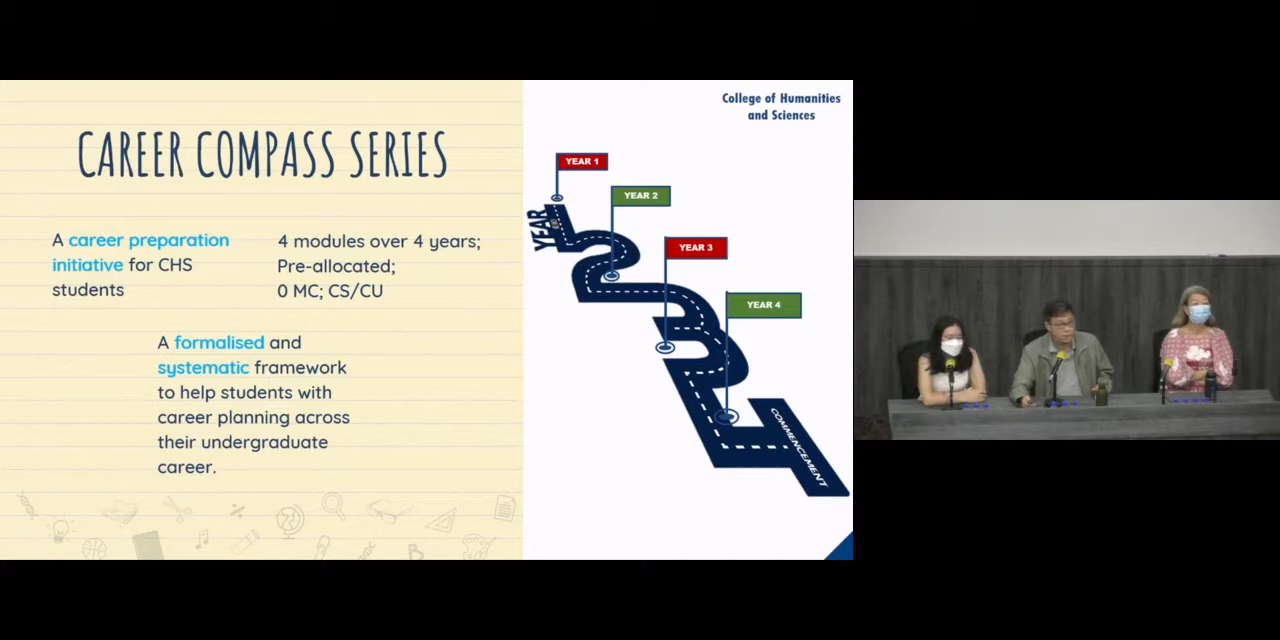 CAREER COMPASS SERIES
A career preparation
initiative for CHS
students
4 modules over 4 years;
Pre-allocated;
0 MC; CS/CU
A formalised and
systematic framework
to help students with
career planning across
their undergraduate
career.
College of Humanities
and Sciences
YEAR 1
YEAR 2
YEAR 3
YEAR 4
YEAR
COMMENCEMENT